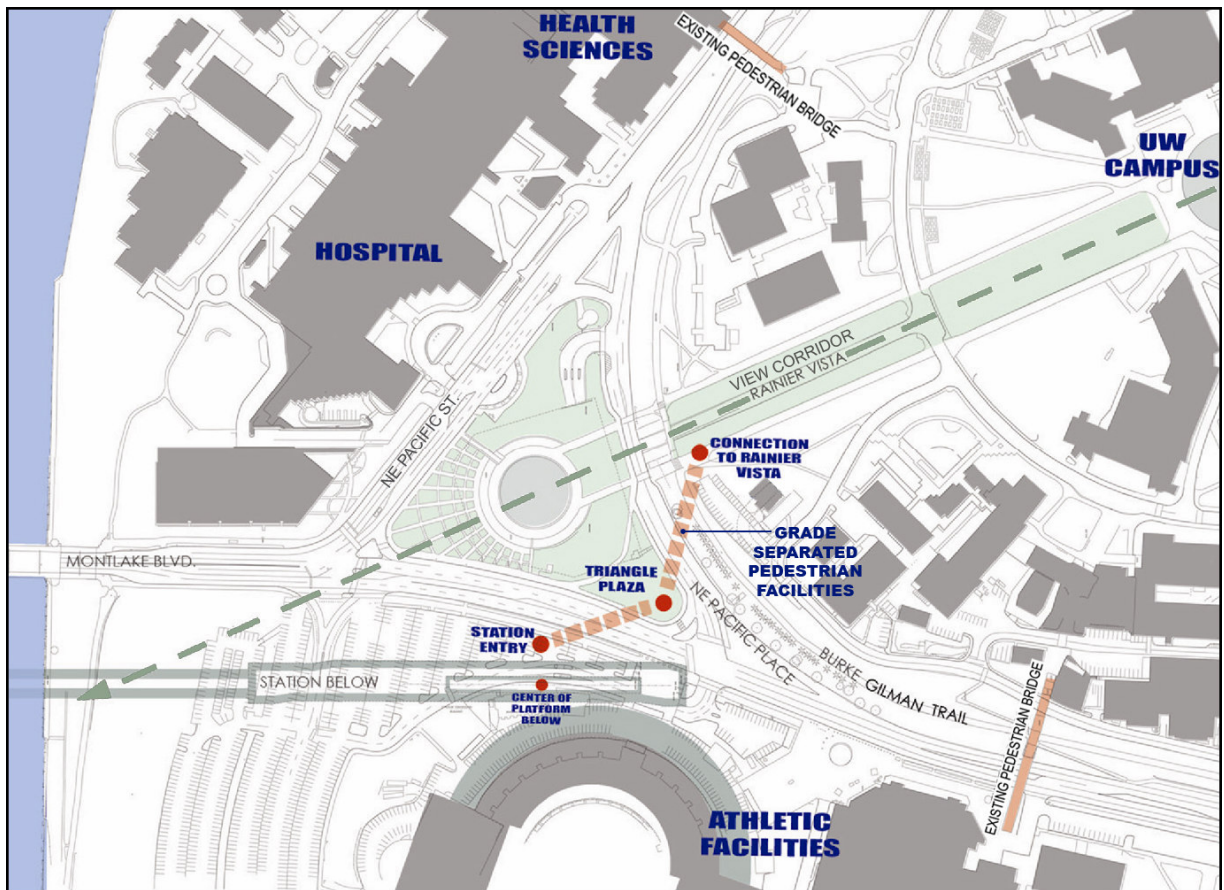 HEALTH
SCIENCES
EXISTING PEDESTRIAN BRIDGE
UW
CAMPUS
HOSPITAL
VIEW CORRIDOR
RAINIER VISTA
NE PACIFIC ST.
CONNECTION
TO RAINIER
VISTA
GRADE
SEPARATED
PEDESTRIAN
FACILITIES
MONTLAKE BLVD.
TRIANGLE
PLAZA
NE PACIFIC PLACE
STATION
ENTRY
BURKE GILMAN TRAIL
STATION BELOW
CENTER OF
PLATFORM
BELOW
EXISTING PEDESTRIAN BRIDGE
ATHLETIC
FACILITIES